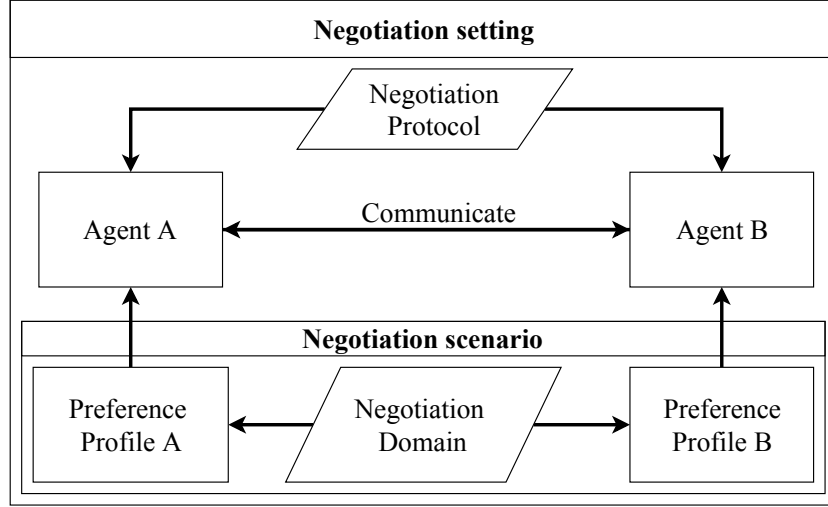 Negotiation setting
Negotiation
Protocol
Agent A
Communicate
Agent B
Negotiation scenario
Preference
Profile A
Negotiation
Domain
Preference
Profile B